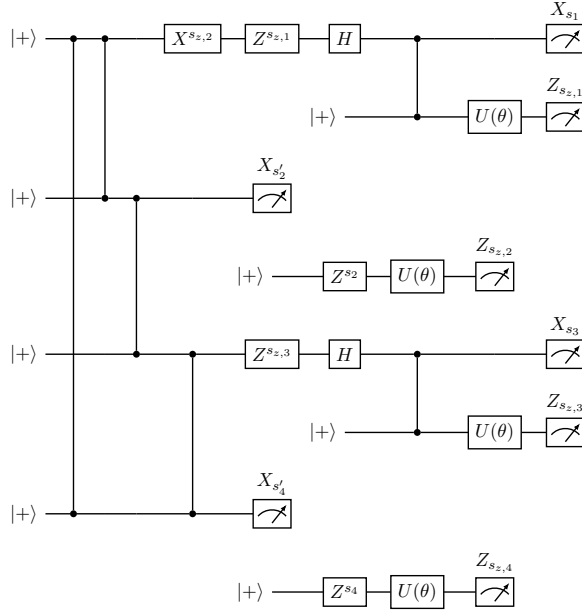 X_{s_1}
|+⟩ X^{s_{z,2}} Z^{s_{z,1}} H
Z_{s_{z,1}}
|+⟩ U(θ)
X_{s'_2}
|+⟩
Z_{s_{z,2}}
|+⟩ Z^{s_2} U(θ)
X_{s_3}
|+⟩ Z^{s_{z,3}} H
Z_{s_{z,3}}
|+⟩ U(θ)
X_{s'_4}
|+⟩
Z_{s_{z,4}}
|+⟩ Z^{s_4} U(θ)